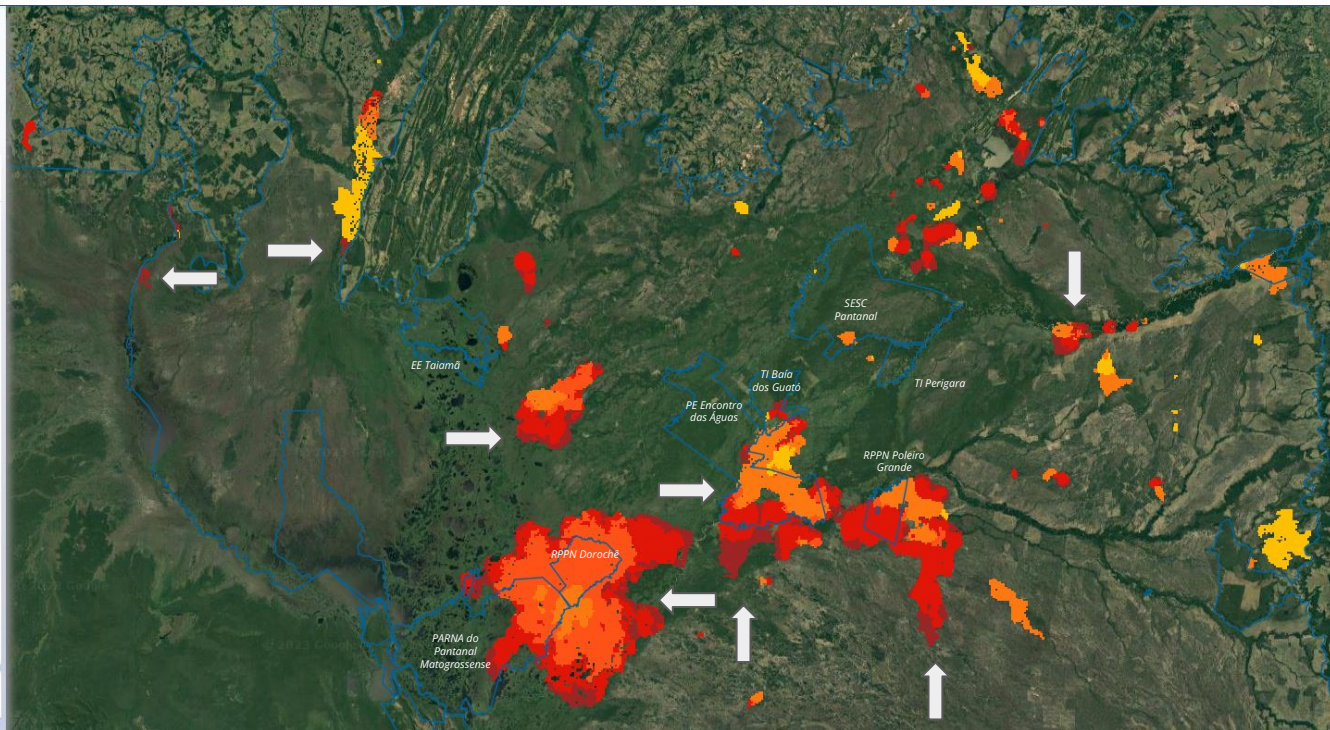 SESC
Pantanal
EE Taiamã
TI Baía
dos Guató
TI Perigara
PE Encontro
das Águas
RPPN Poleiro
Grande
RPPN Dorochê
PARNA do
Pantanal
Matogrossense